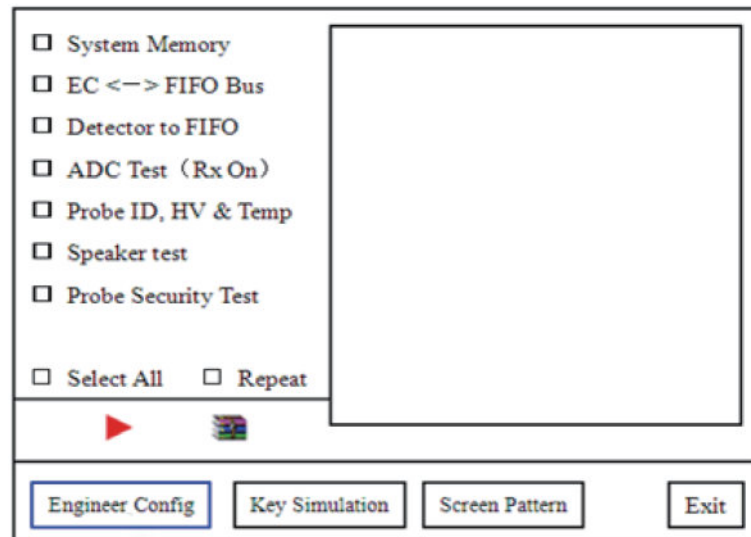 System Memory
EC <—> FIFO Bus
Detector to FIFO
ADC Test（Rx On）
Probe ID, HV & Temp
Speaker test
Probe Security Test
Select All Repeat
Engineer Config Key Simulation Screen Pattern Exit